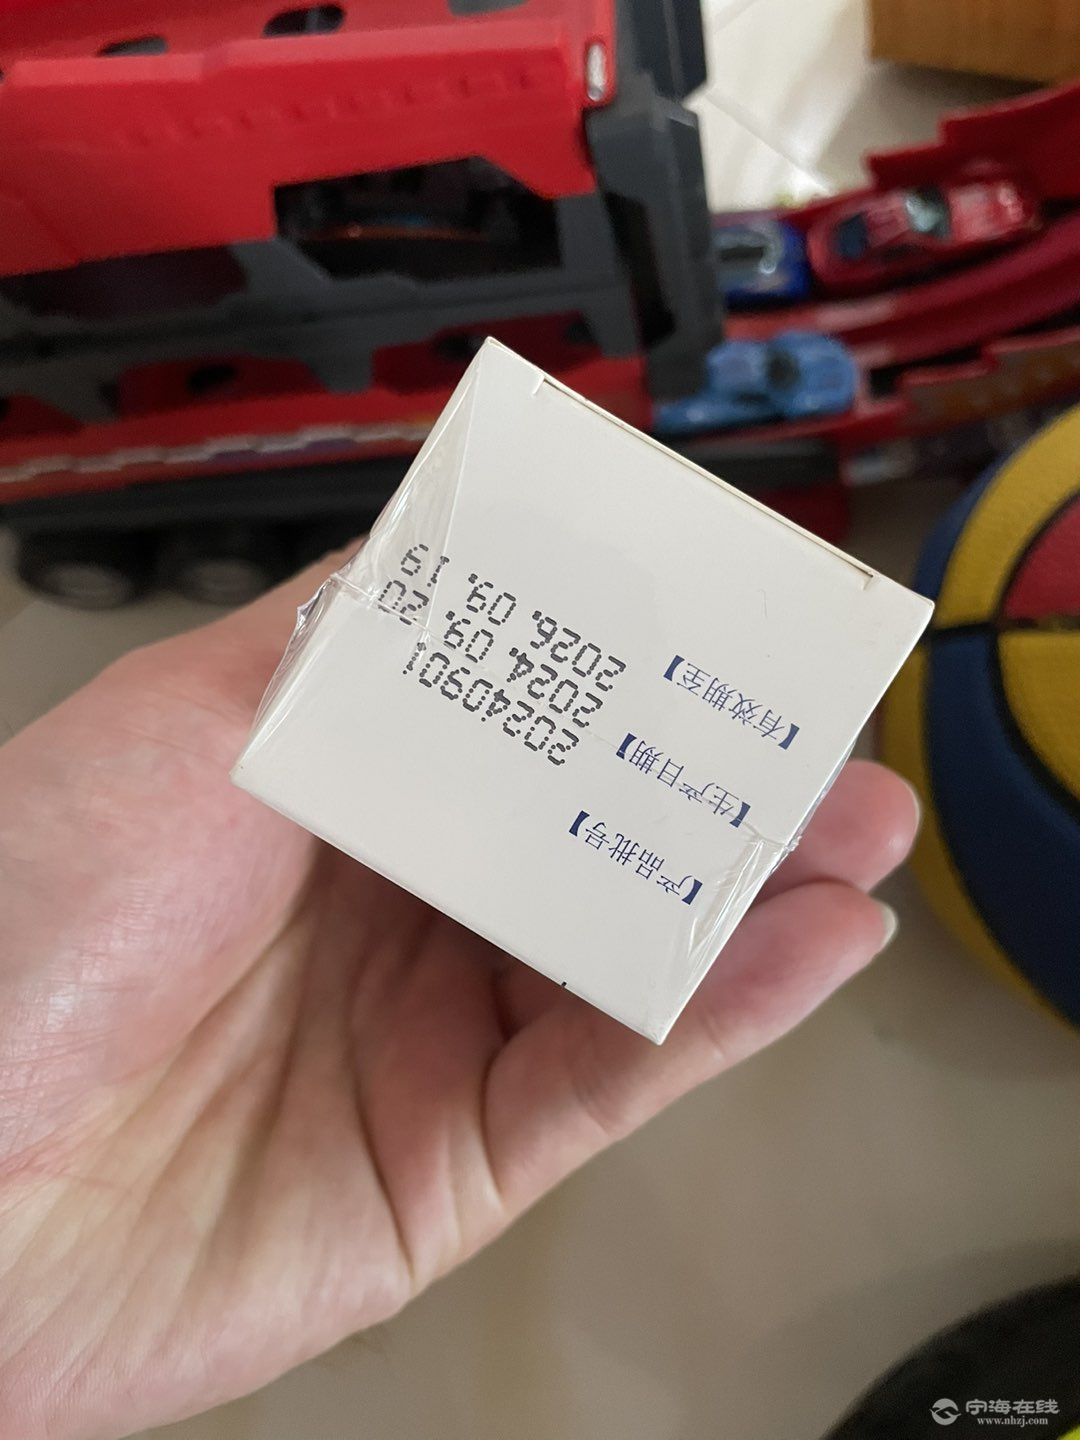 【产品批号】 20240901
【生产日期】 2024. 09. 20
【有效期至】 2026. 09. 19
宁海在线
www.nhzj.com